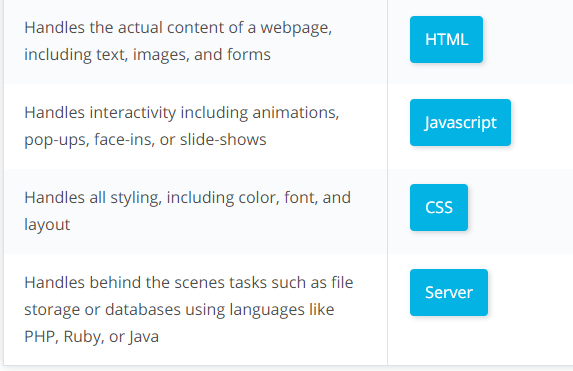 Handles the actual content of a webpage,
including text, images, and forms
HTML
Handles interactivity including animations,
pop-ups, face-ins, or slide-shows
Javascript
Handles all styling, including color, font, and
layout
CSS
Handles behind the scenes tasks such as file
storage or databases using languages like
PHP, Ruby, or Java
Server